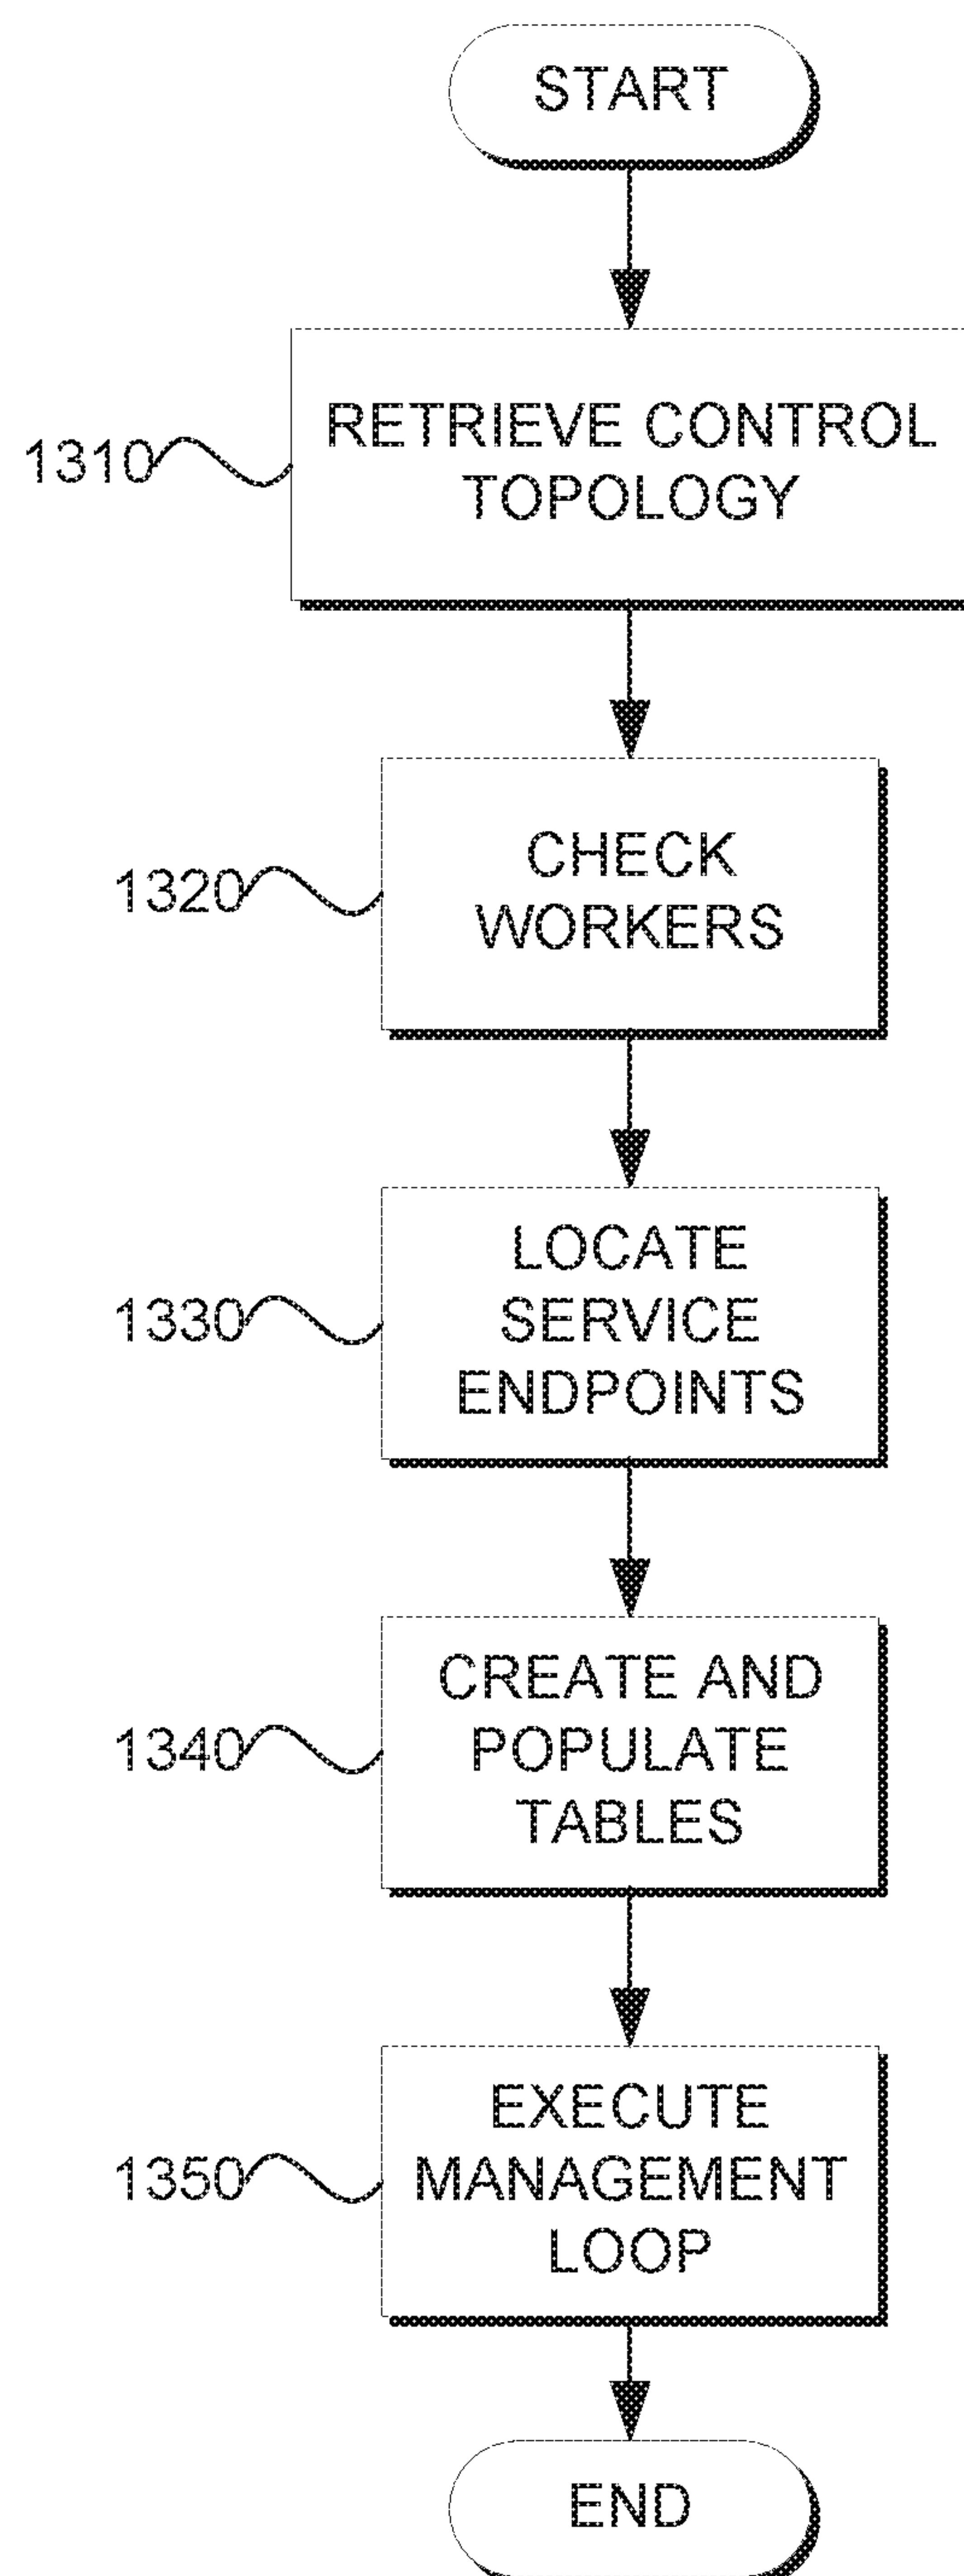 START
1310
RETRIEVE CONTROL
TOPOLOGY
1320
CHECK
WORKERS
1330
LOCATE
SERVICE
ENDPOINTS
1340
CREATE AND
POPULATE
TABLES
1350
EXECUTE
MANAGEMENT
LOOP
END